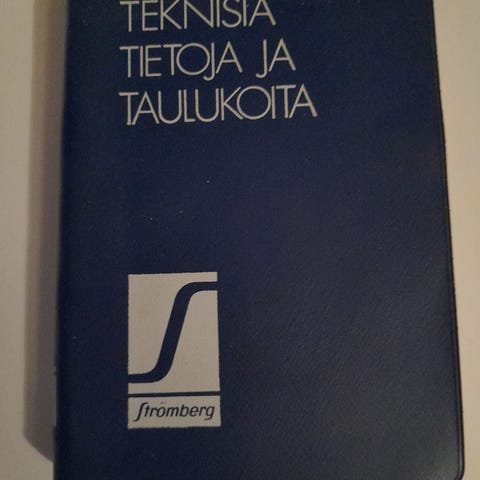 TEKNISIÄ
TIETOJA JA
TAULUKOITA
Strömberg